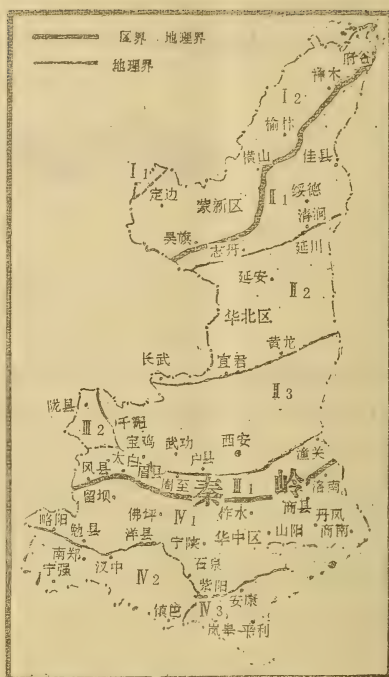 区界 地理界
地理界
府谷
神水
Ⅰ2
榆林
横山
佳县
Ⅰ1
定边
蒙新区
Ⅱ1
绥德
清涧
吴旗
志丹
延川
延安
Ⅱ2
华北区
黄龙
长武
宜君
Ⅱ3
陇县
Ⅲ2
千阳
宝鸡
武功
西安
潼关
太白
眉县
户县
凤县
周至
秦
Ⅲ1
岭
洛南
留坝
商县
略阳
佛坪
Ⅳ1
柞水
丹凤
勉县
洋县
宁陕
华中区
山阳
商南
南郑
汉中
石泉
宁强
Ⅳ2
紫阳
安康
镇巴
Ⅳ3
岚皋
平利